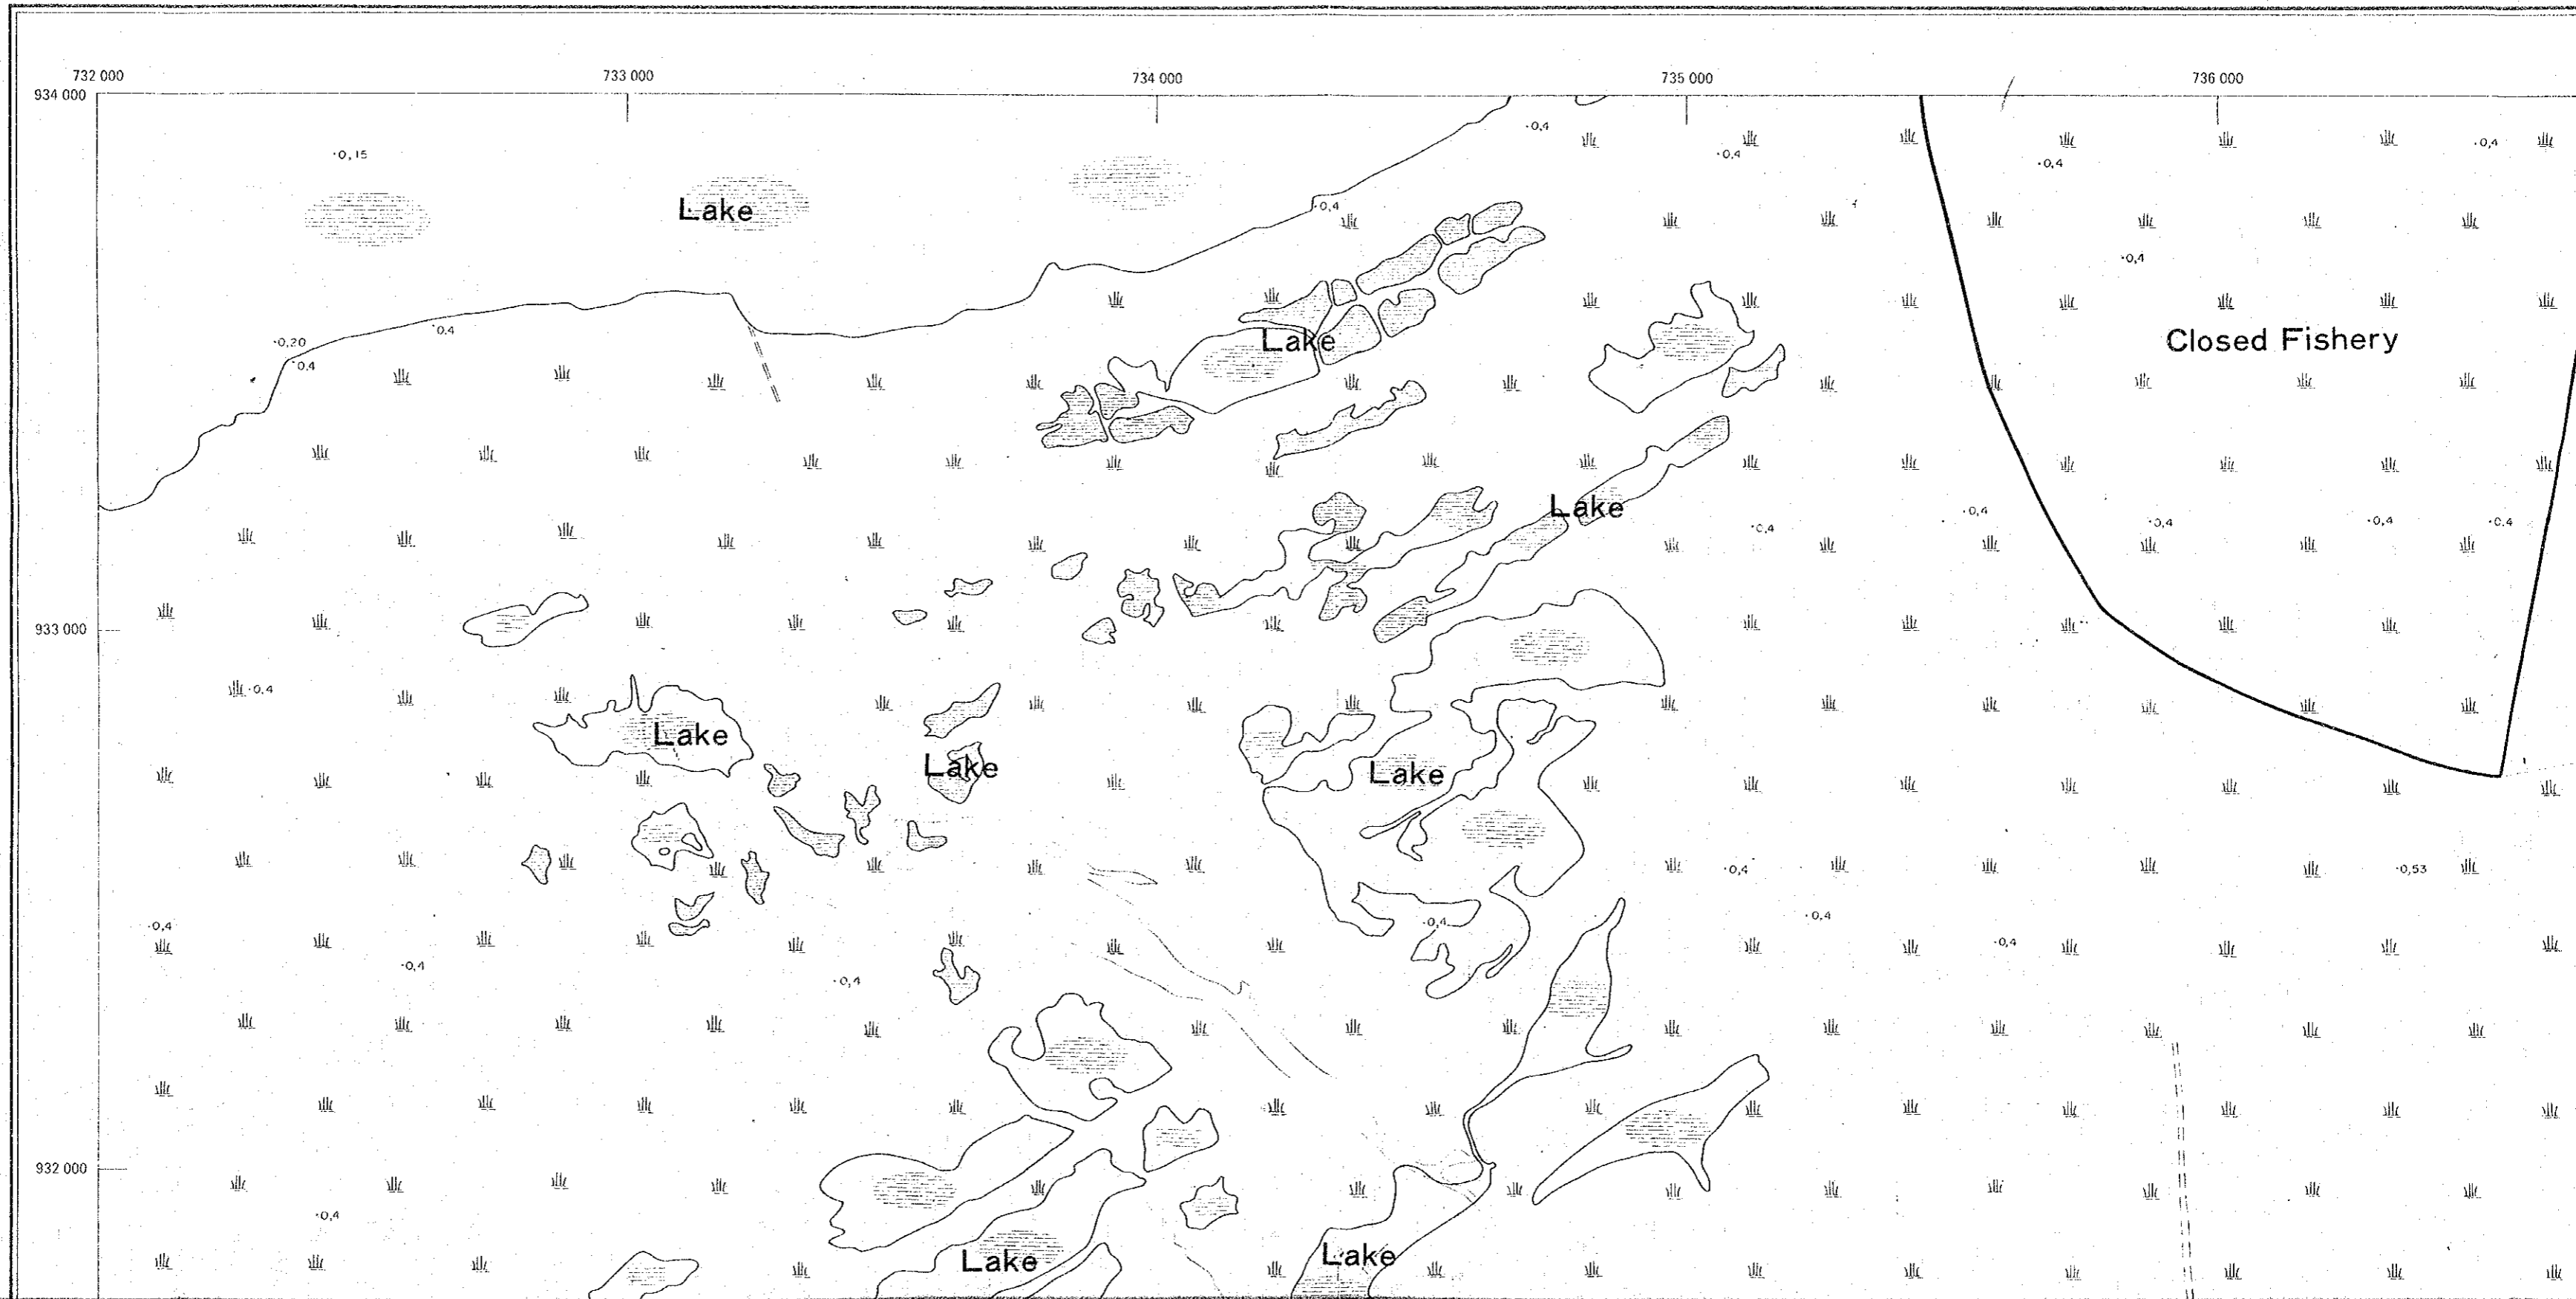 732 000 733 000 734 000 735 000 736 000
934 000
·0,4
·0,4 ·0,4
·0,15 ·0,4
Lake ·0,4
·0,4
·0,4
·0,20 Lake Closed Fishery
·0,4
Lake ·0,4 ·0,4 ·0,4 ·0,4
·0,4
933 000
·0,4
Lake
Lake Lake
·0,4 ·0,53
·0,4 ·0,4 ·0,4
·0,4
·0,4
·0,4
932 000
·0,4
Lake Lake